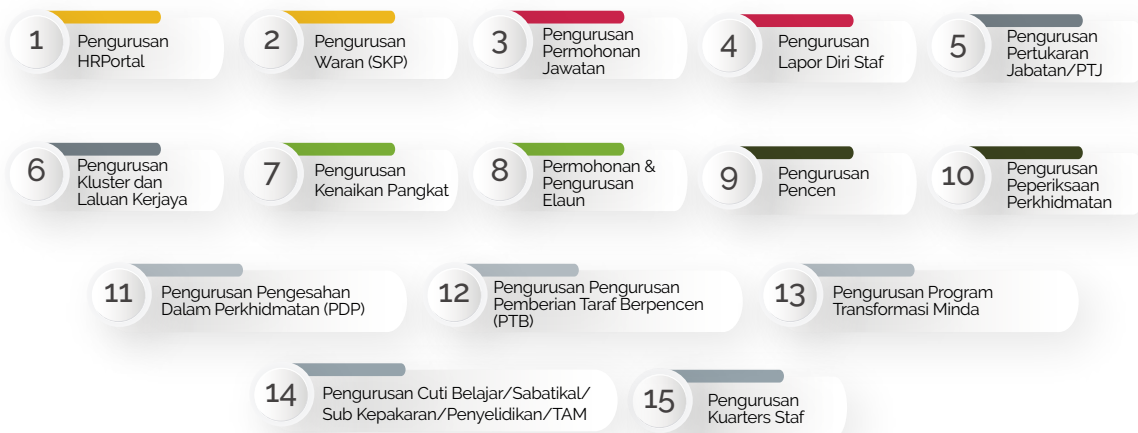 1
Pengurusan
HRPortal
2
Pengurusan
Waran (SKP)
3
Pengurusan
Permohonan
Jawatan
4
Pengurusan
Lapor Diri Staf
5
Pengurusan
Pertukaran
Jabatan/PTJ
6
Pengurusan
Kluster dan
Laluan Kerjaya
7
Pengurusan
Kenaikan Pangkat
8
Permohonan &
Pengurusan
Elaun
9
Pengurusan
Pencen
10
Pengurusan
Peperiksaan
Perkhidmatan
11
Pengurusan Pengesahan
Dalam Perkhidmatan (PDP)
12
Pengurusan Pengurusan
Pemberian Taraf Berpencen
(PTB)
13
Pengurusan Program
Transformasi Minda
14
Pengurusan Cuti Belajar/Sabatikal/
Sub Kepakaran/Penyelidikan/TAM
15
Pengurusan
Kuarters Staf